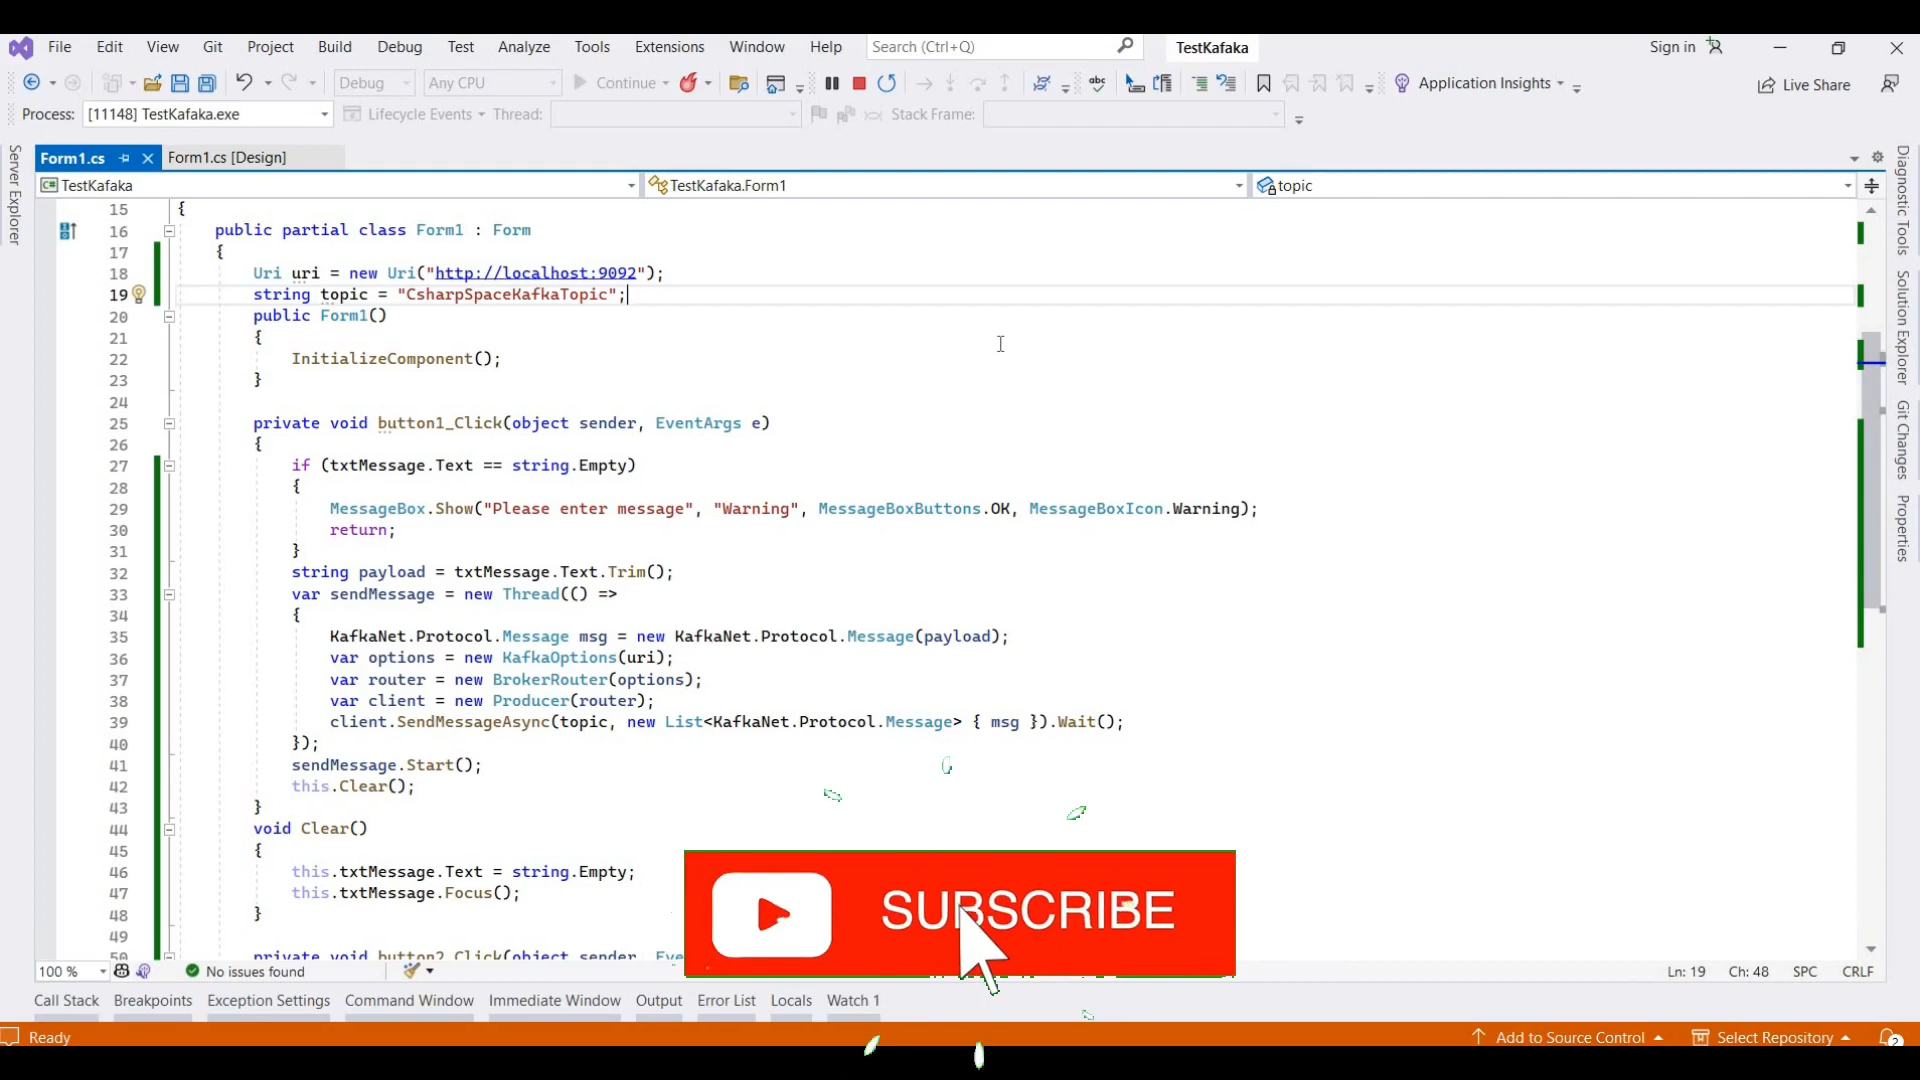 File Edit View Git Project Build Debug Test Analyze Tools Extensions Window Help Search (Ctrl+Q) TestKafaka Sign in
Debug Any CPU Continue Application Insights Live Share
Process: [11148] TestKafaka.exe Lifecycle Events Thread: Stack Frame:
Form1.cs Form1.cs [Design]
TestKafaka TestKafaka.Form1 topic
15 {
16 public partial class Form1 : Form
17 {
18 Uri uri = new Uri("http://localhost:9092");
19 string topic = "CsharpSpaceKafkaTopic";
20 public Form1()
21 {
22 InitializeComponent();
23 }
24
25 private void button1_Click(object sender, EventArgs e)
26 {
27 if (txtMessage.Text == string.Empty)
28 {
29 MessageBox.Show("Please enter message", "Warning", MessageBoxButtons.OK, MessageBoxIcon.Warning);
30 return;
31 }
32 string payload = txtMessage.Text.Trim();
33 var sendMessage = new Thread(() =>
34 {
35 KafkaNet.Protocol.Message msg = new KafkaNet.Protocol.Message(payload);
36 var options = new KafkaOptions(uri);
37 var router = new BrokerRouter(options);
38 var client = new Producer(router);
39 client.SendMessageAsync(topic, new List<KafkaNet.Protocol.Message> { msg }).Wait();
40 });
41 sendMessage.Start();
42 this.Clear();
43 }
44 void Clear()
45 {
46 this.txtMessage.Text = string.Empty;
47 this.txtMessage.Focus();
48 }
49
50 private void button2_Click(object sender, Eve
SUBSCRIBE
100 % No issues found Ln: 19 Ch: 48 SPC CRLF
Call Stack Breakpoints Exception Settings Command Window Immediate Window Output Error List Locals Watch 1
Ready Add to Source Control Select Repository 2
Server Explorer
Diagnostic Tools
Solution Explorer
Git Changes
Properties